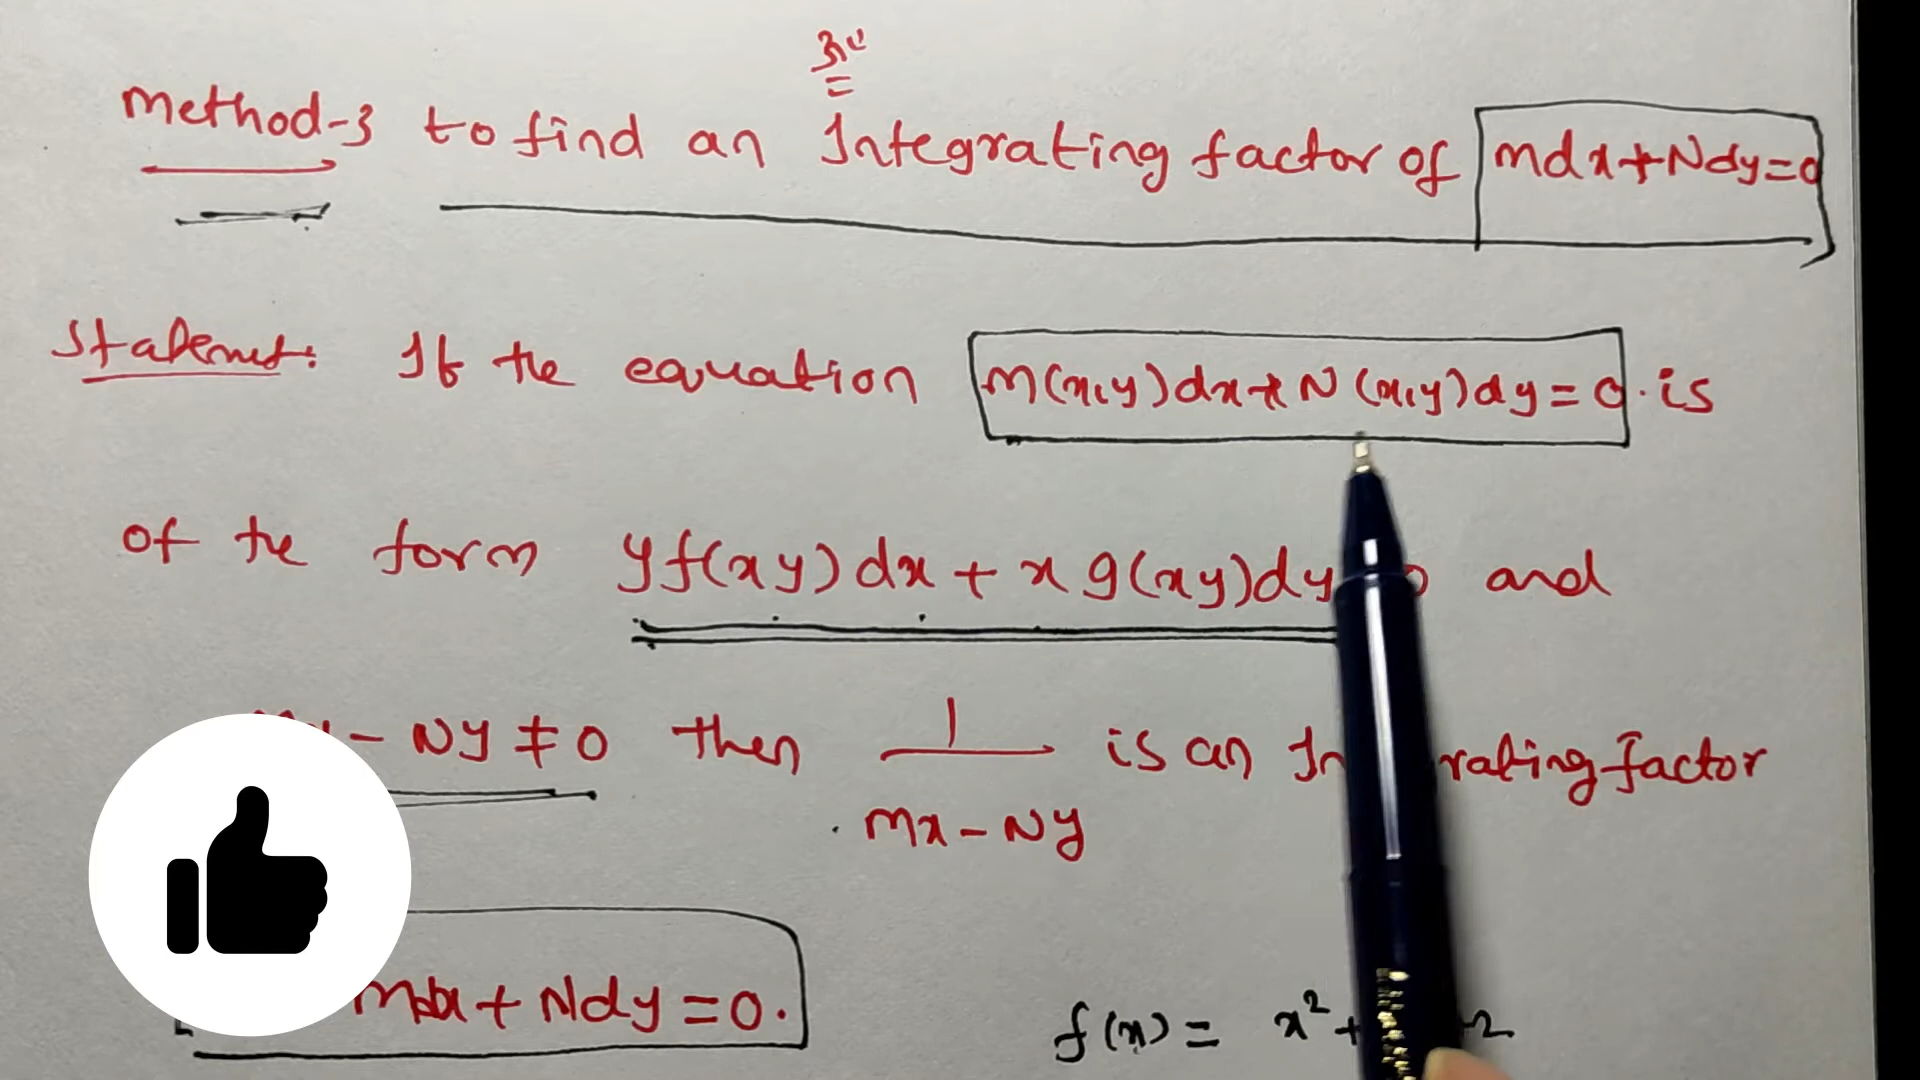 method-3 to find an Integrating factor of mdx+Ndy=0
Statement: If the equation M(x,y)dx+N(x,y)dy=0. is
of the form yf(xy)dx+xg(xy)dy and
- Ny ≠ 0 then 1/(Mx-Ny) is an Integrating factor
Mdx+Ndy=0.
f(x) = x²+